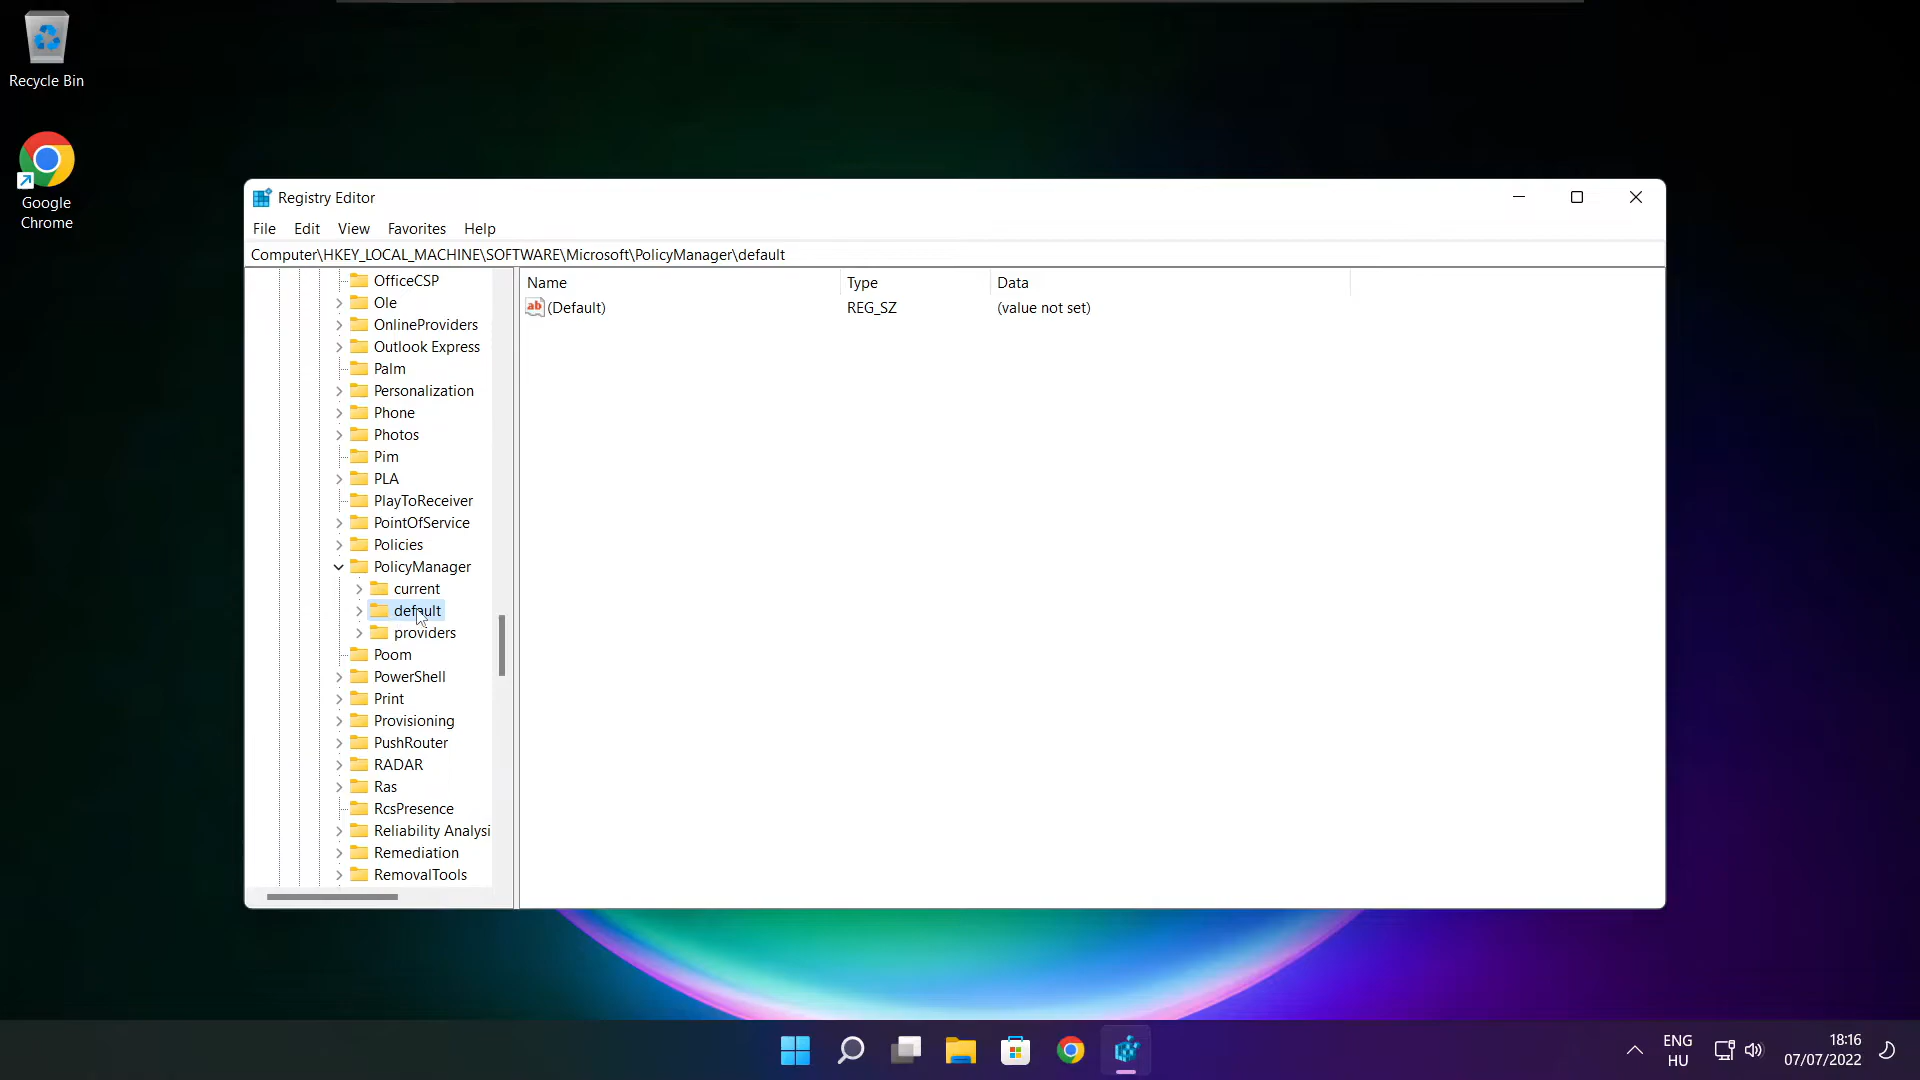 Recycle Bin
Google
Chrome
Registry Editor
File Edit View Favorites Help
Computer\HKEY_LOCAL_MACHINE\SOFTWARE\Microsoft\PolicyManager\default
OfficeCSP
Ole
OnlineProviders
Outlook Express
Palm
Personalization
Phone
Photos
Pim
PLA
PlayToReceiver
PointOfService
Policies
PolicyManager
current
default
providers
Poom
PowerShell
Print
Provisioning
PushRouter
RADAR
Ras
RcsPresence
Reliability Analysi
Remediation
RemovalTools
Name Type Data
ab (Default) REG_SZ (value not set)
ENG
HU
18:16
07/07/2022